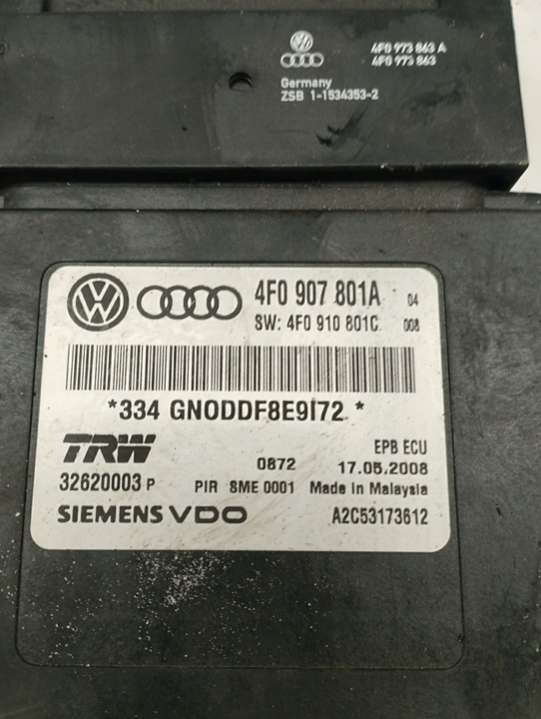 4F0 973 863 A
4F0 973 863
Germany
ZSB 1-1534353-2
4F0 907 801A 04
SW: 4F0 910 801C 008
*334 GNODDF8E9I72 *
TRW EPB ECU
0872 17.05.2008
32620003 P PIR SME 0001 Made in Malaysia
SIEMENS VDO A2C53173612